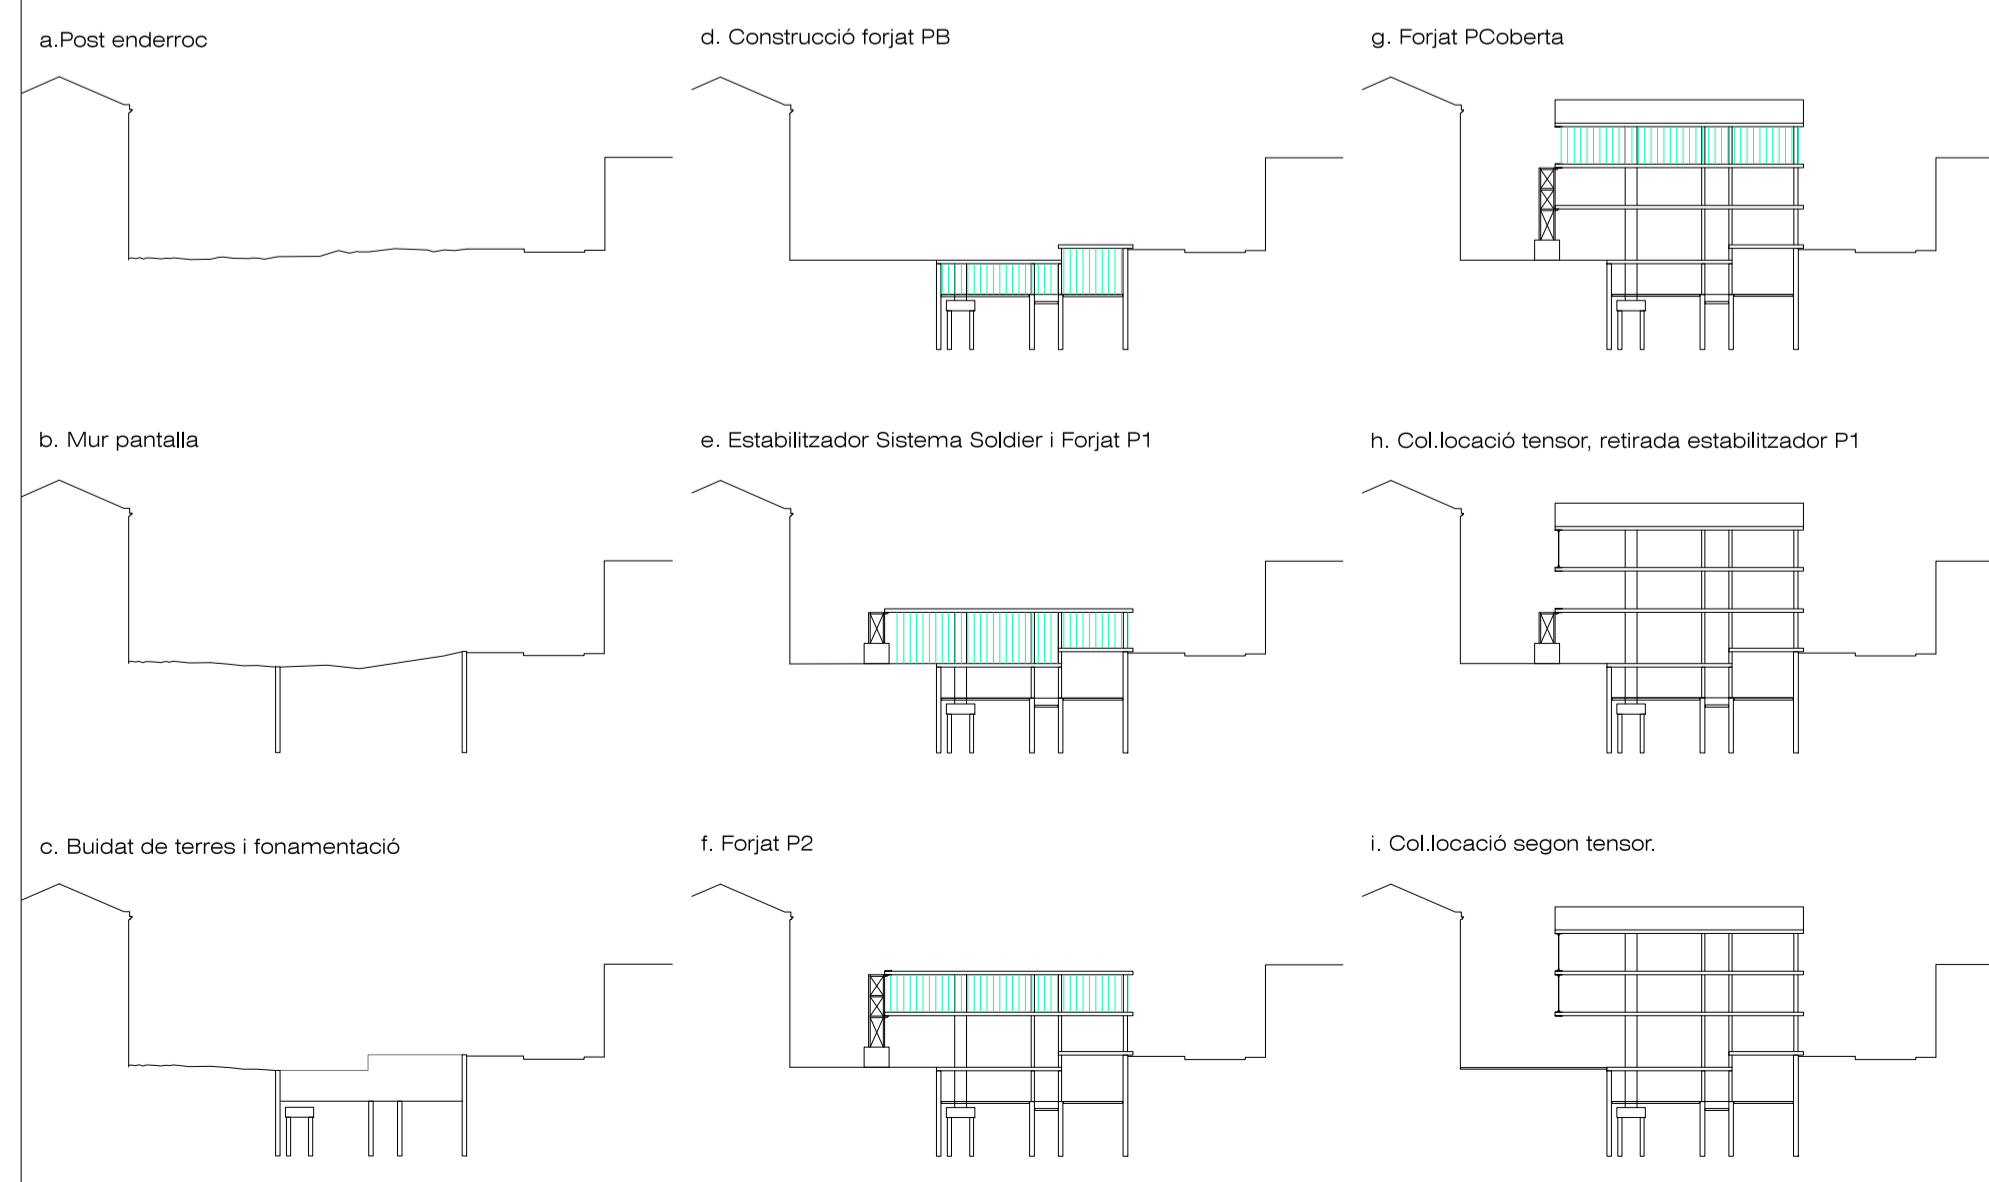 a.Post enderroc
b. Mur pantalla
c. Buidat de terres i fonamentació
d. Construcció forjat PB
e. Estabilitzador Sistema Soldier i Forjat P1
f. Forjat P2
g. Forjat PCoberta
h. Col.locació tensor, retirada estabilitzador P1
i. Col.locació segon tensor.